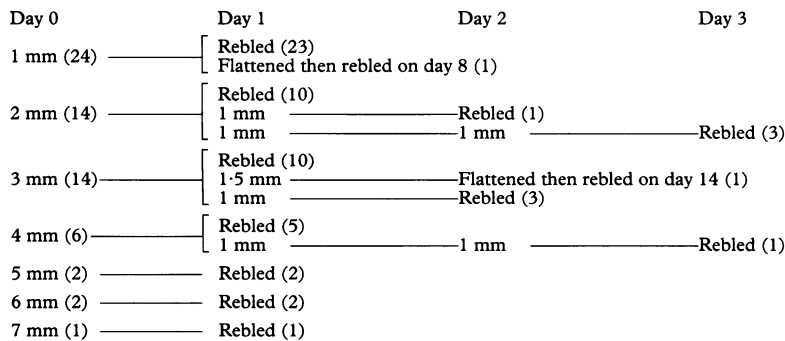 Day 0 Day 1 Day 2 Day 3
Rebled (23)
1 mm (24)
Flattened then rebled on day 8 (1)
Rebled (10)
2 mm (14) 1 mm Rebled (1)
1 mm 1 mm Rebled (3)
Rebled (10)
3 mm (14) 1·5 mm Flattened then rebled on day 14 (1)
1 mm Rebled (3)
Rebled (5)
4 mm (6)
1 mm 1 mm Rebled (1)
5 mm (2) Rebled (2)
6 mm (2) Rebled (2)
7 mm (1) Rebled (1)